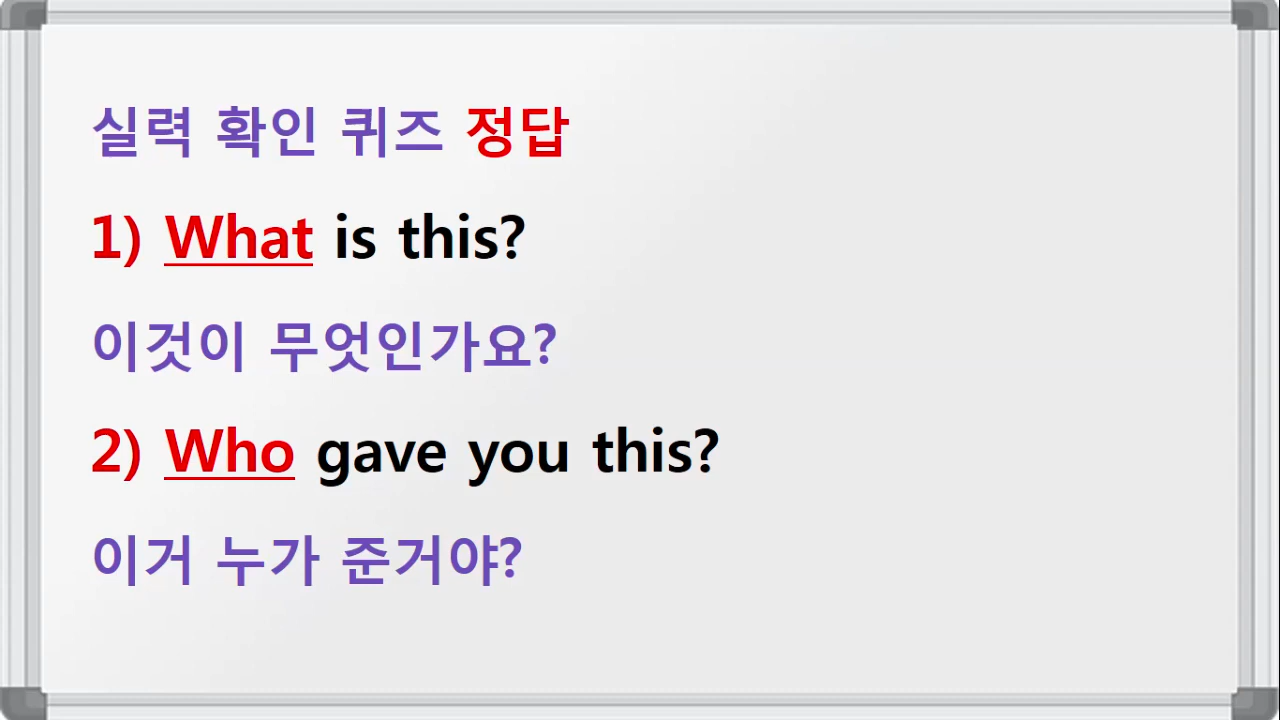 실력 확인 퀴즈 정답
1) What is this?
이것이 무엇인가요?
2) Who gave you this?
이거 누가 준거야?